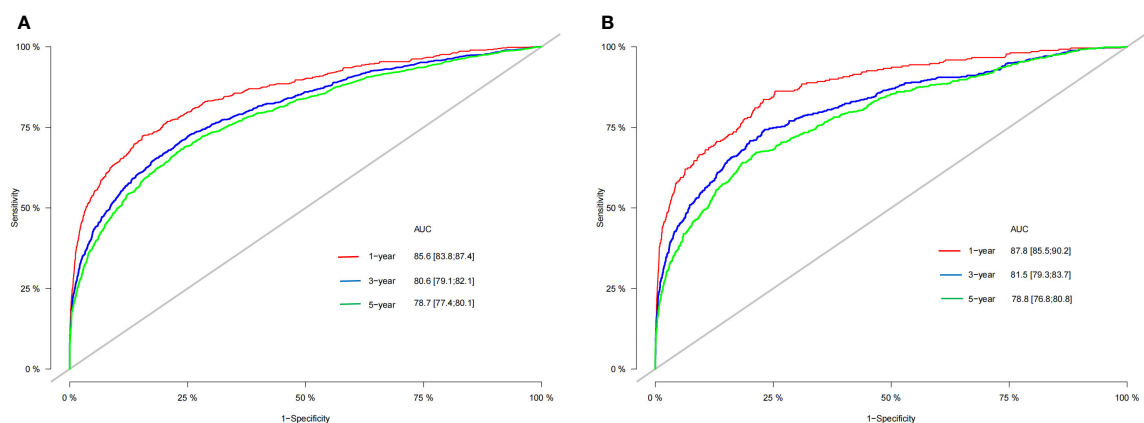 A
100 %
75 %
50 %
25 %
0 %
Sensitivity
AUC
1-year 85.6 [83.8;87.4]
3-year 80.6 [79.1;82.1]
5-year 78.7 [77.4;80.1]
0 %
25 %
50 %
75 %
100 %
1-Specificity
B
100 %
75 %
50 %
25 %
0 %
Sensitivity
AUC
1-year 87.8 [85.5;90.2]
3-year 81.5 [79.3;83.7]
5-year 78.8 [76.8;80.8]
0 %
25 %
50 %
75 %
100 %
1-Specificity